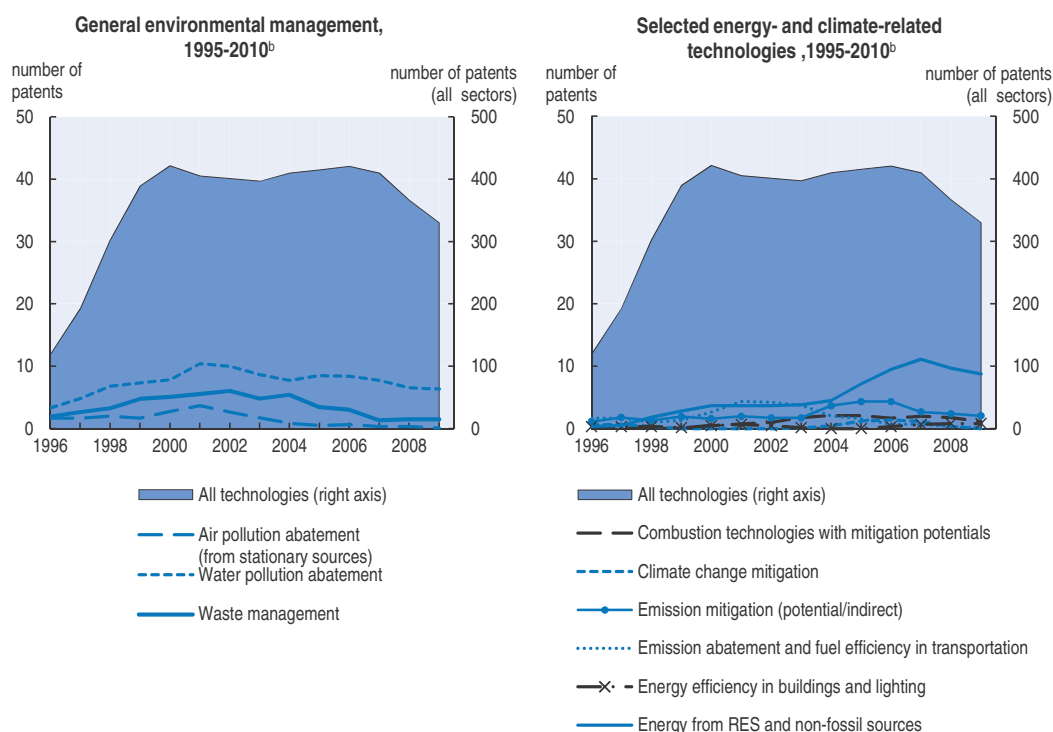 General environmental management,
1995-2010ᵇ
number of
patents
number of patents
(all sectors)
50
40
30
20
10
0
500
400
300
200
100
0
1996 1998 2000 2002 2004 2006 2008
All technologies (right axis)
Air pollution abatement
(from stationary sources)
Water pollution abatement
Waste management
Selected energy- and climate-related
technologies ,1995-2010ᵇ
number of
patents
number of patents
(all sectors)
50
40
30
20
10
0
500
400
300
200
100
0
1996 1998 2000 2002 2004 2006 2008
All technologies (right axis)
Combustion technologies with mitigation potentials
Climate change mitigation
Emission mitigation (potential/indirect)
Emission abatement and fuel efficiency in transportation
Energy efficiency in buildings and lighting
Energy from RES and non-fossil sources